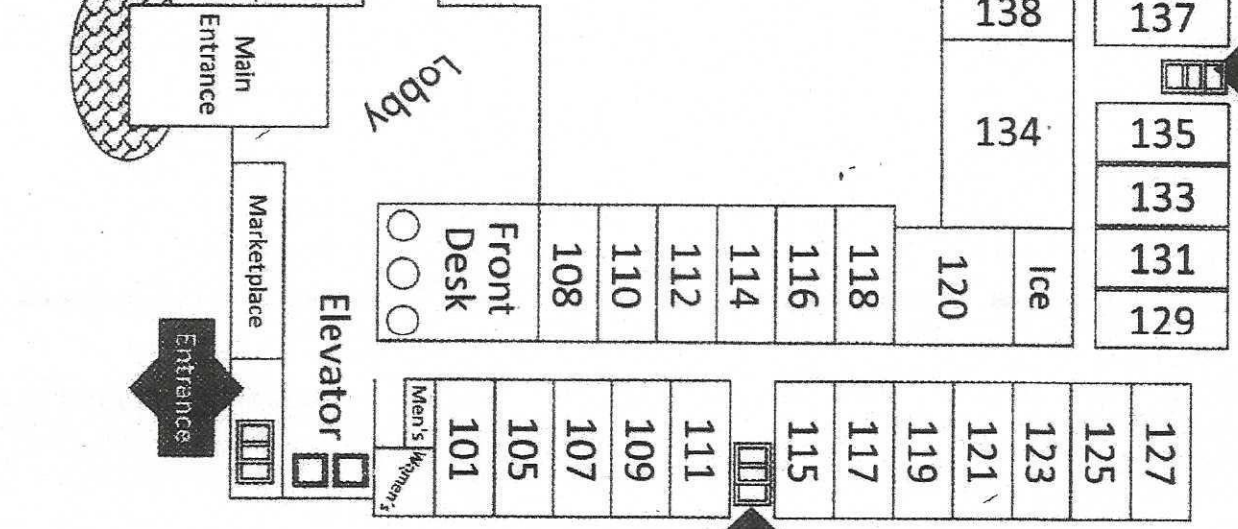 138
137
Main
Entrance
Lobby
134
135
133
131
129
Marketplace
Front
Desk
108
110
112
114
116
118
120
Ice
Elevator
Entrance
Men's
Women's
101
105
107
109
111
115
117
119
121
123
125
127